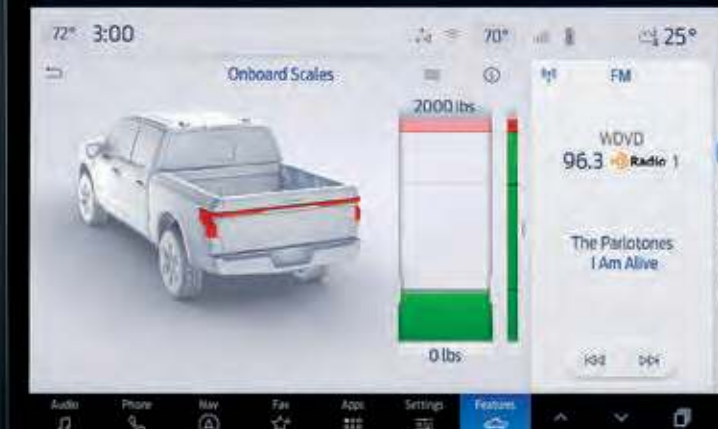 72° 3:00
70°
25°
Onboard Scales
FM
2000 lbs
WDVD
96.3 HD Radio 1
The Parlotones
I Am Alive
0 lbs
Audio Phone Nav Fav Apps Settings Features